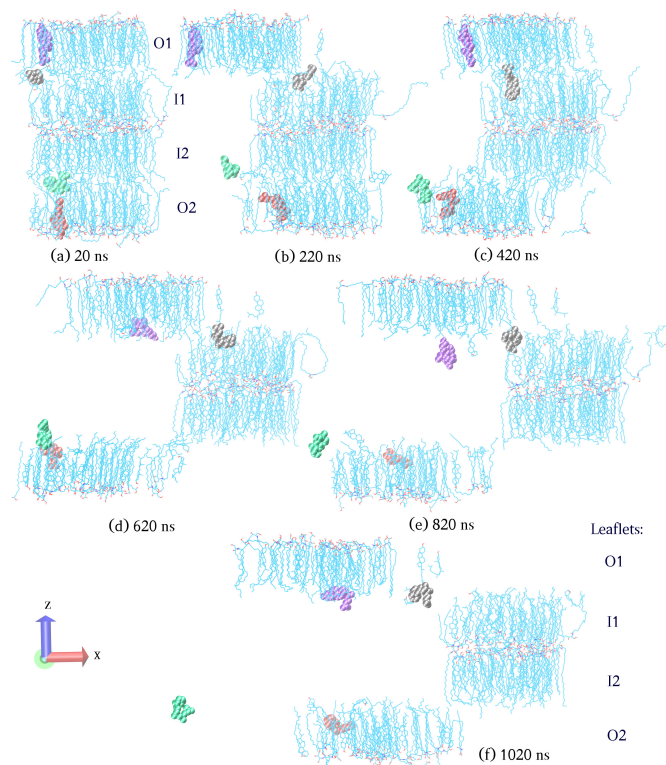 O1
I1
I2
O2
(a) 20 ns
(b) 220 ns
(c) 420 ns
(d) 620 ns
(e) 820 ns
Leaflets:
O1
I1
I2
O2
z
x
(f) 1020 ns